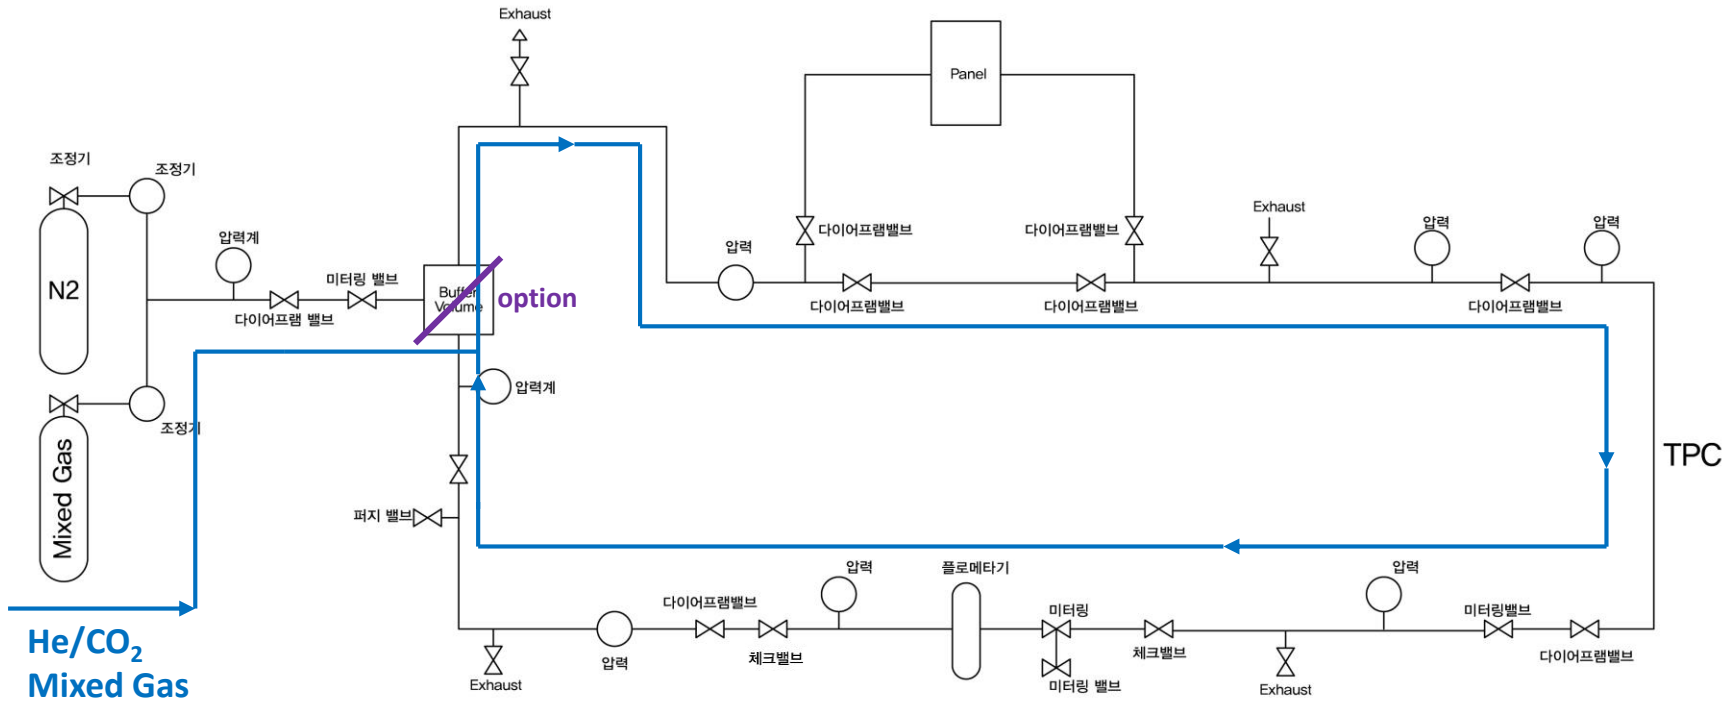 Exhaust
Panel
조정기
조정기
N2
압력계
미터링 밸브
다이어프램 밸브
Buffer
Volume
option
압력
다이어프램밸브
다이어프램밸브
다이어프램밸브
다이어프램밸브
Exhaust
압력
압력
다이어프램밸브
압력계
조정기
Mixed Gas
TPC
퍼지 밸브
He/CO₂
Mixed Gas
Exhaust
압력
다이어프램밸브
체크밸브
압력
플로메타기
미터링
미터링 밸브
체크밸브
Exhaust
압력
미터링밸브
다이어프램밸브